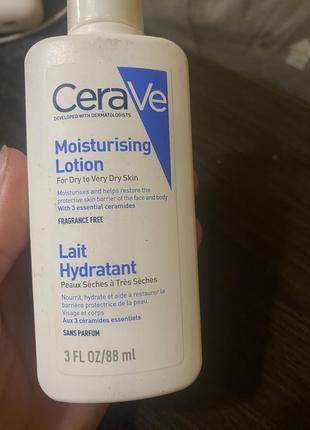 CeraVe
DEVELOPED WITH DERMATOLOGISTS
Moisturising
Lotion
For Dry to Very Dry Skin
Moisturises and helps restore the
protective skin barrier of the face and body
With 3 essential ceramides
FRAGRANCE FREE
Lait
Hydratant
Peaux Sèches à Très Sèches
Nourrit, hydrate et aide à restaurer la
barrière protectrice de la peau.
Visage et corps
Aux 3 céramides essentiels
SANS PARFUM
3 FL OZ/88 ml